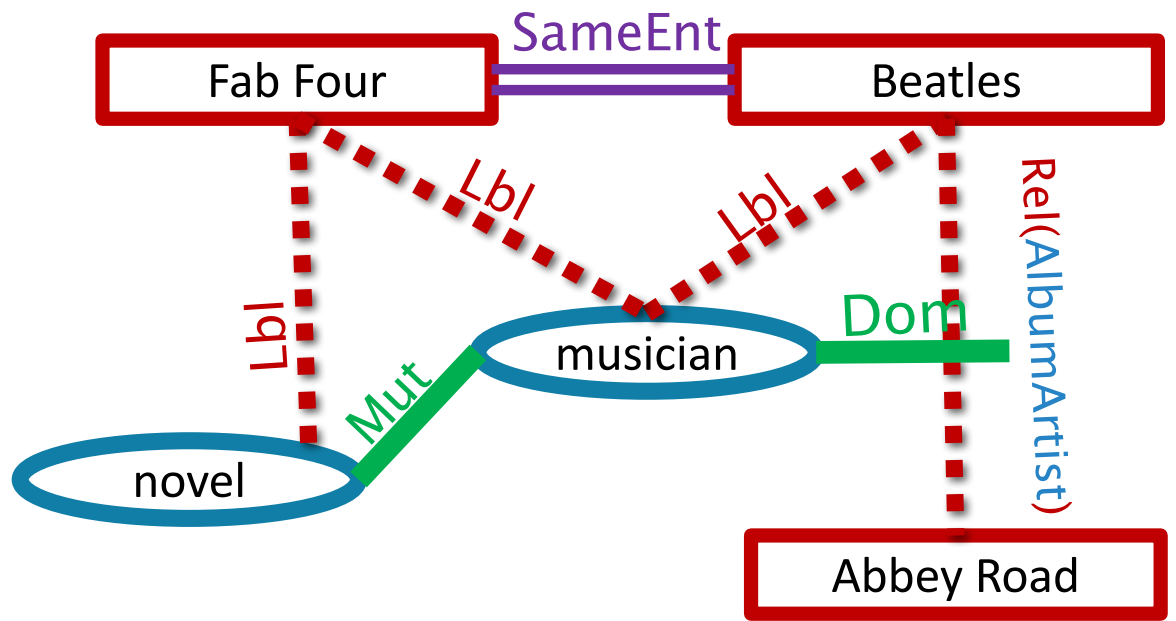 SameEnt
Fab Four
Beatles
Lbl
Lbl
Rel(AlbumArtist)
Lbl
Dom
musician
Mut
novel
Abbey Road